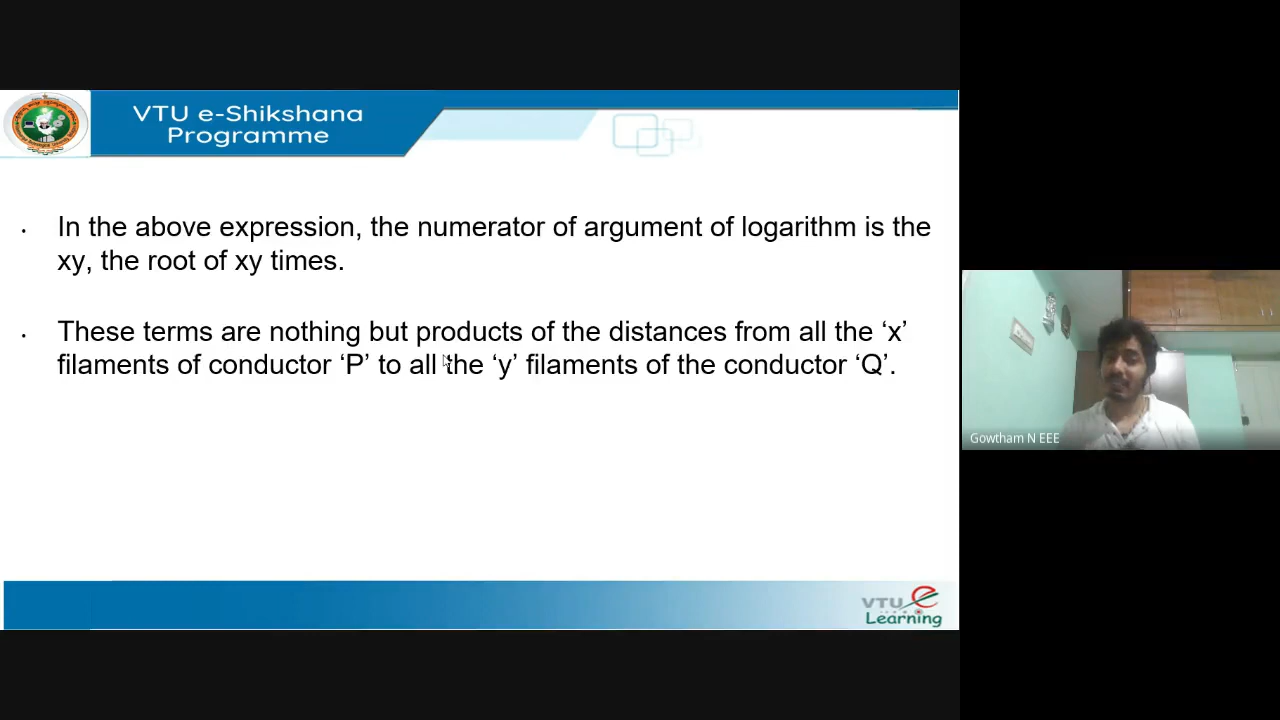 VTU e-Shikshana
Programme
• In the above expression, the numerator of argument of logarithm is the
xy, the root of xy times.
• These terms are nothing but products of the distances from all the ‘x’
filaments of conductor ‘P’ to all the ‘y’ filaments of the conductor ‘Q’.
Gowtham N EEE
VTU e
Learning